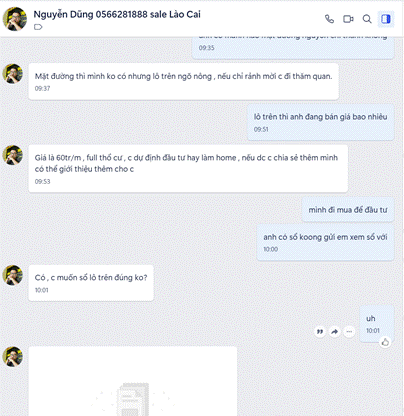 Nguyễn Dũng 0566281888 sale Lào Cai
09:35
Mặt đường thì mình ko có nhưng lô trên ngõ nông , nếu chỉ rảnh mời c đi thăm quan.
09:37
lô trên thì anh đang bán giá bao nhiêu
09:51
Giá là 60tr/m , full thổ cư , c dự định đầu tư hay làm home , nếu dc c chia sẻ thêm mình
có thể giới thiệu thêm cho c
09:53
mình đi mua để đầu tư
anh có sổ koong gửi em xem sổ với
10:00
Có , c muốn sổ lô trên đúng ko?
10:01
uh
10:01